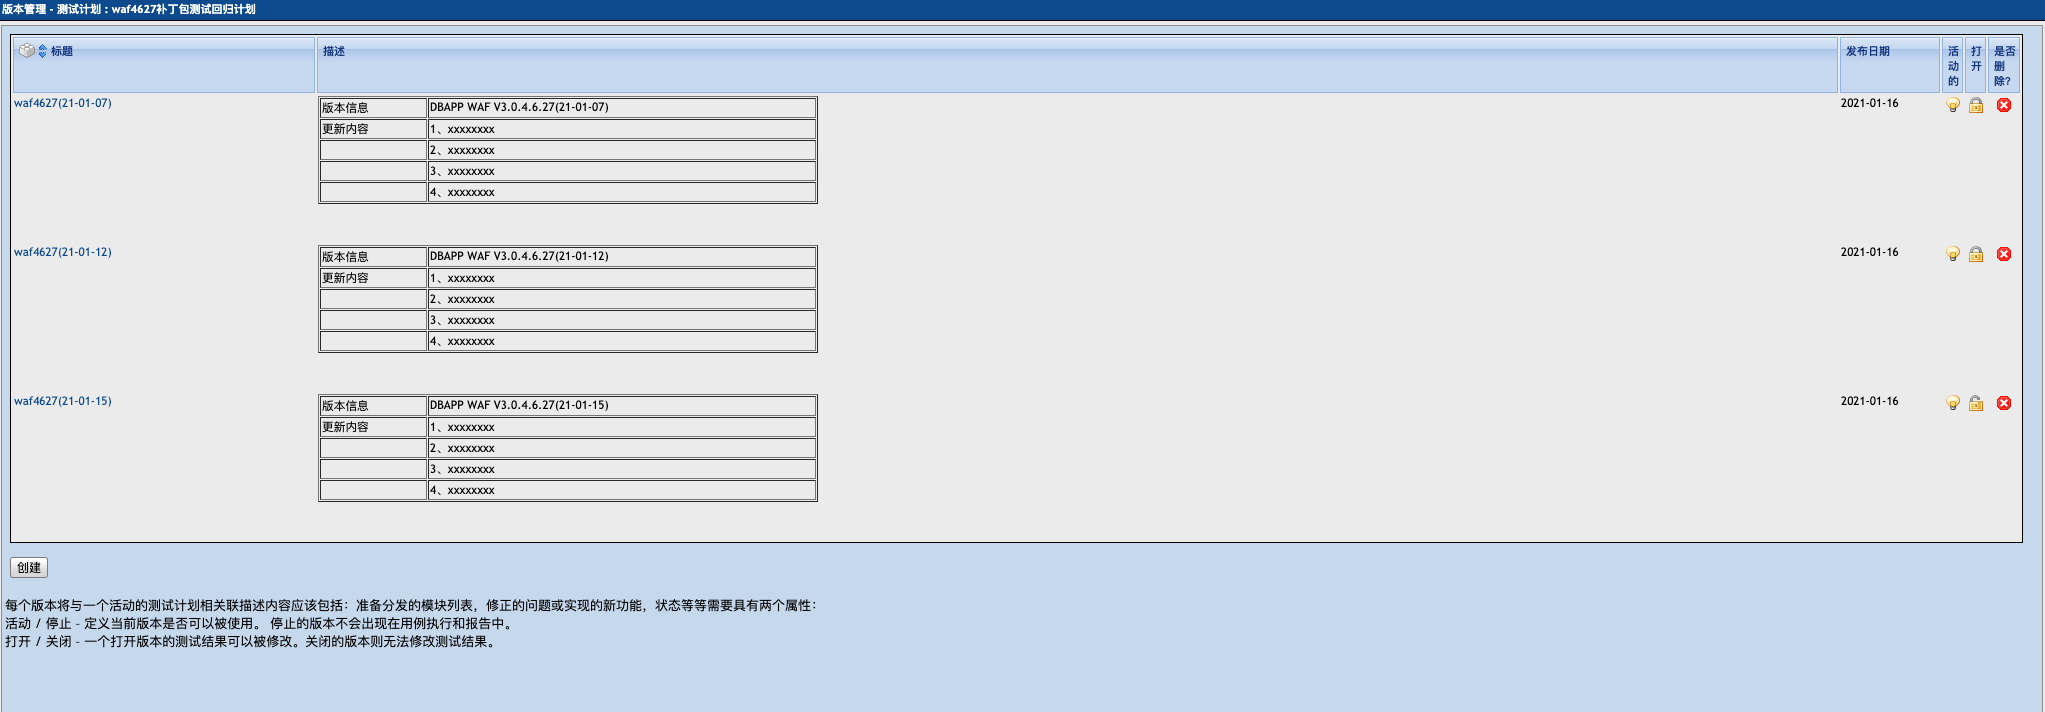 版本管理 - 测试计划 : waf4627补丁包测试回归计划
标题 描述 发布日期 活动的 打开 是否删除?
waf4627(21-01-07) 版本信息 DBAPP WAF V3.0.4.6.27(21-01-07) 2021-01-16
更新内容 1、xxxxxxxx
2、xxxxxxxx
3、xxxxxxxx
4、xxxxxxxx
waf4627(21-01-12) 版本信息 DBAPP WAF V3.0.4.6.27(21-01-12) 2021-01-16
更新内容 1、xxxxxxxx
2、xxxxxxxx
3、xxxxxxxx
4、xxxxxxxx
waf4627(21-01-15) 版本信息 DBAPP WAF V3.0.4.6.27(21-01-15) 2021-01-16
更新内容 1、xxxxxxxx
2、xxxxxxxx
3、xxxxxxxx
4、xxxxxxxx
创建
每个版本将与一个活动的测试计划相关联描述内容应该包括：准备分发的模块列表，修正的问题或实现的新功能，状态等等需要具有两个属性：
活动 / 停止 - 定义当前版本是否可以被使用。 停止的版本不会出现在用例执行和报告中。
打开 / 关闭 - 一个打开版本的测试结果可以被修改。关闭的版本则无法修改测试结果。